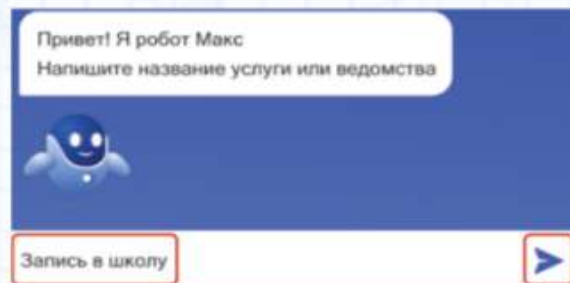 Привет! Я робот Макс
Напишите название услуги или ведомства
Запись в школу